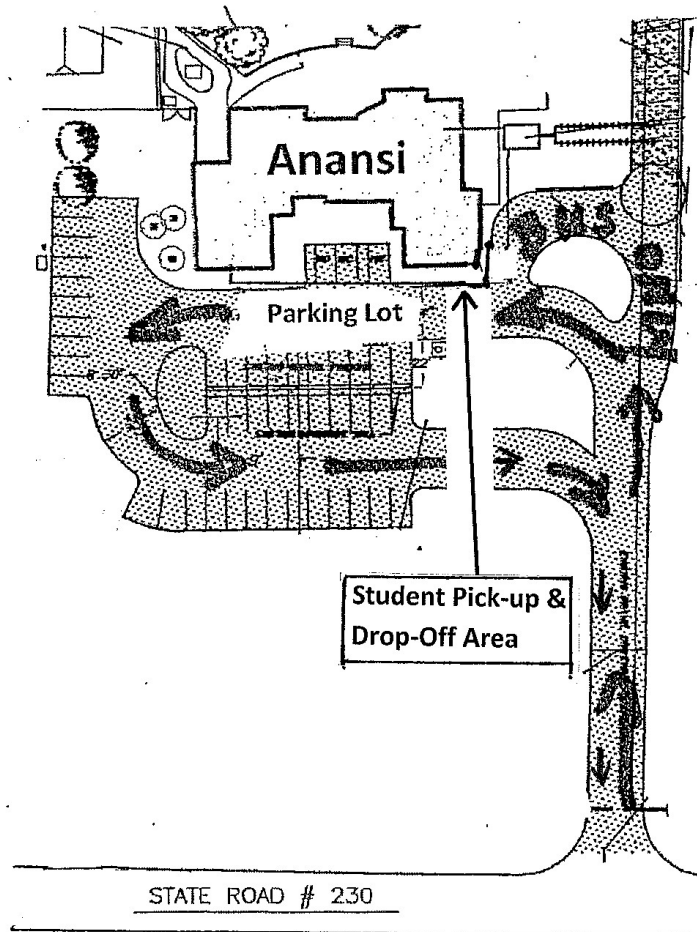 Anansi
BUS
Parking Lot
Student Pick-up &
Drop-Off Area
STATE ROAD # 230